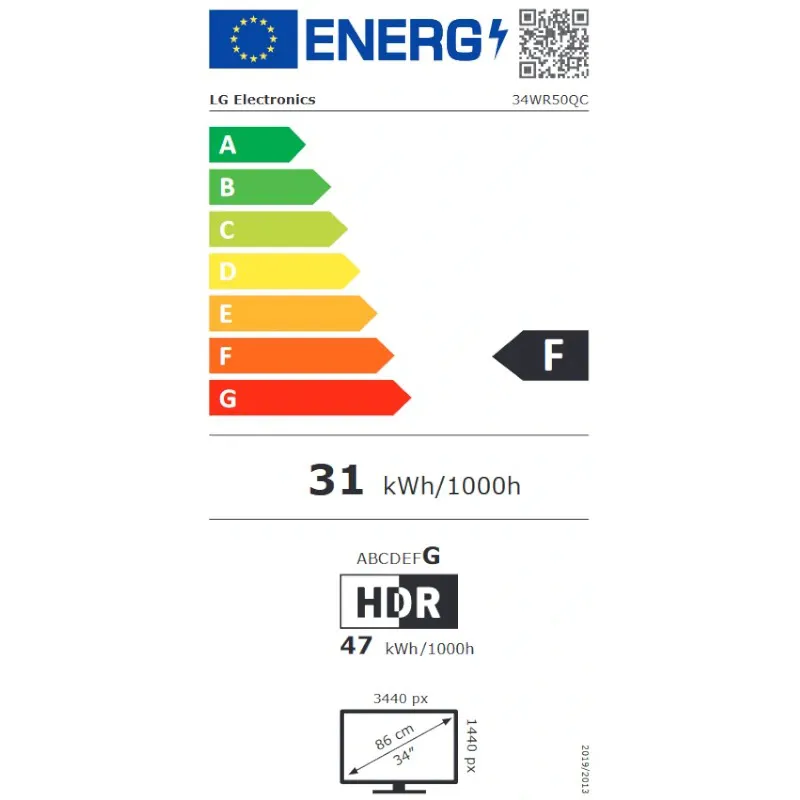 ENERG
LG Electronics 34WR50QC
A
B
C
D
E
F
F
G
31 kWh/1000h
ABCDEFG
HDR
47 kWh/1000h
3440 px
86 cm
34"
1440 px
2019/2013